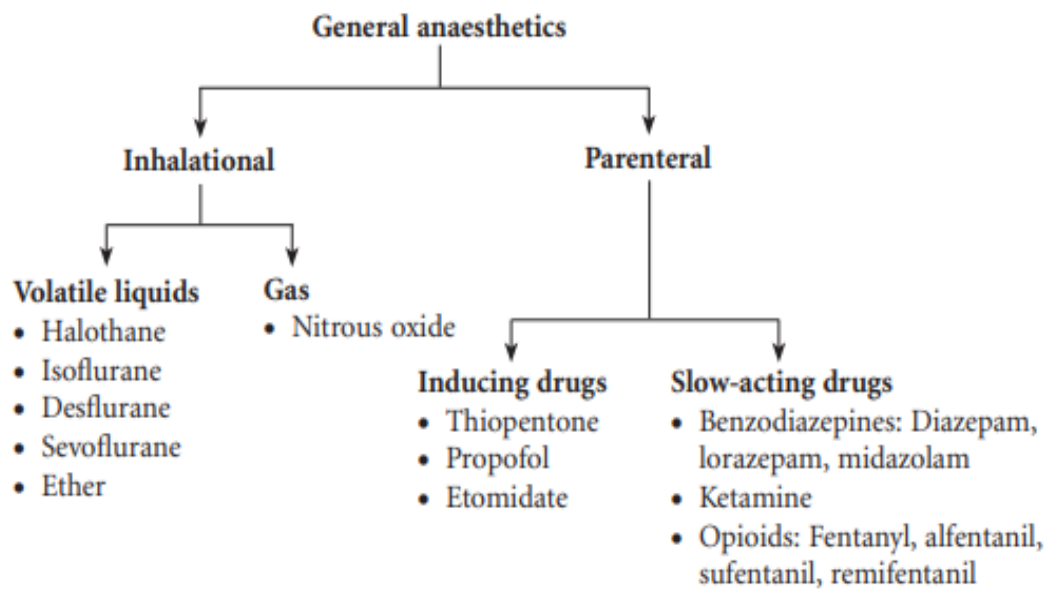 General anaesthetics
Inhalational
Parenteral
Volatile liquids
• Halothane
• Isoflurane
• Desflurane
• Sevoflurane
• Ether
Gas
• Nitrous oxide
Inducing drugs
• Thiopentone
• Propofol
• Etomidate
Slow-acting drugs
• Benzodiazepines: Diazepam,
lorazepam, midazolam
• Ketamine
• Opioids: Fentanyl, alfentanil,
sufentanil, remifentanil